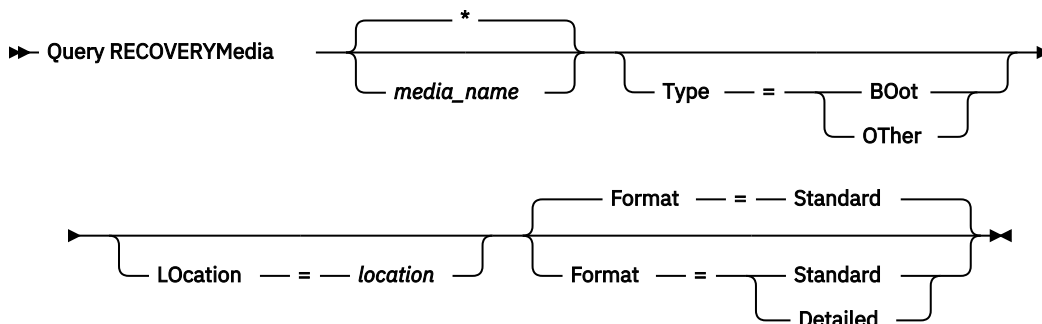 *
Query RECOVERYMedia
media_name
Type = BOot
OTher
Format = Standard
LOcation = location
Format = Standard
Detailed